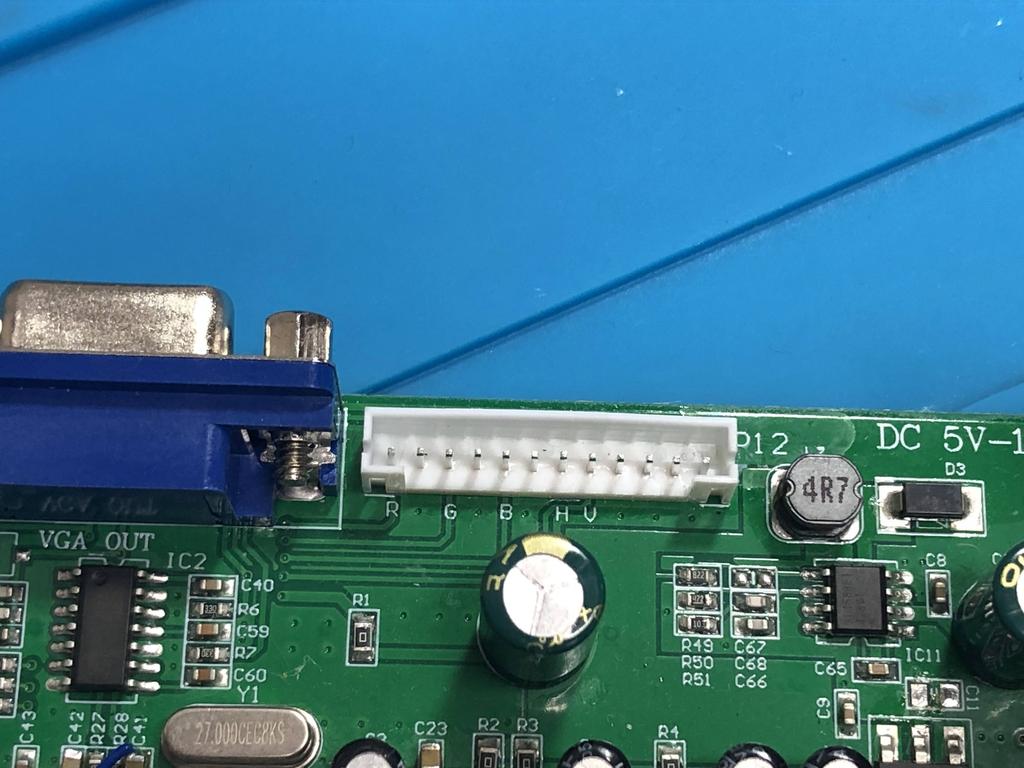 P12
DC 5V-1
D3
4R7
R G B H V
VGA OUT
IC2
C40
R6
C59
R7
C60
Y1
R1
C8
R49
R50
R51
C67
C68
C66
C65
IC11
C9
27.000
C43
C42
R27
R28
C41
C23
R2
R3
R4